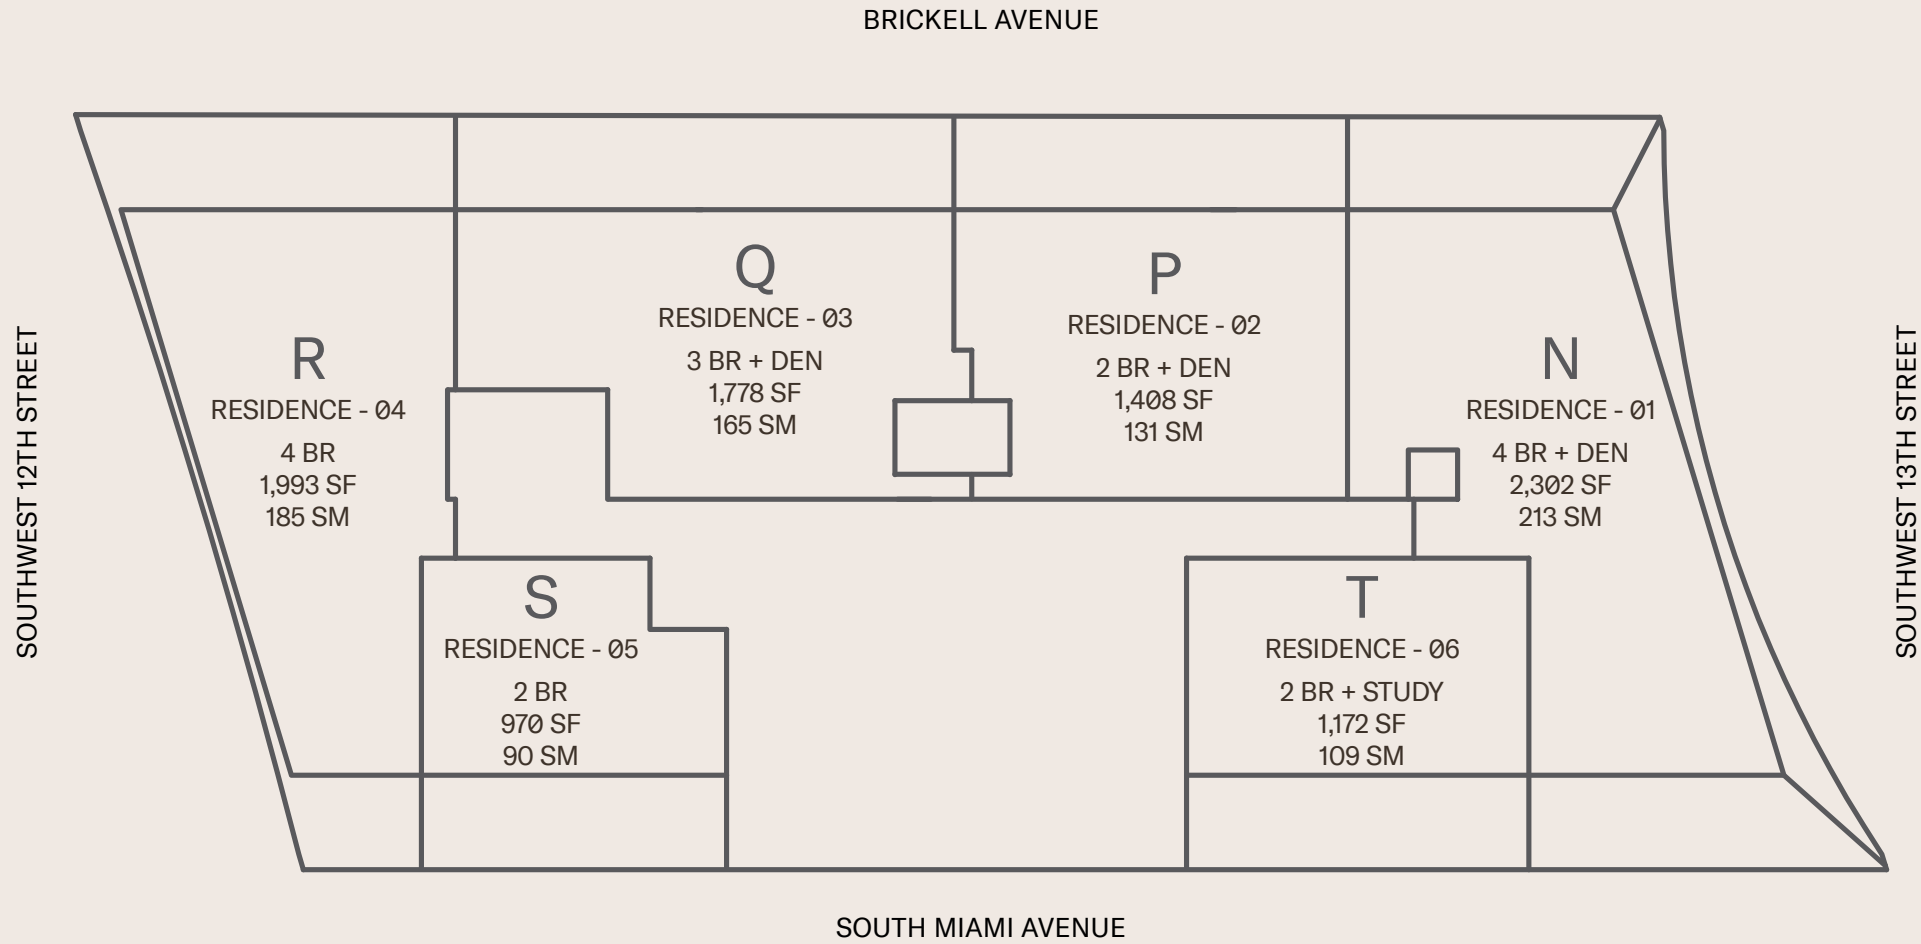 BRICKELL AVENUE
SOUTHWEST 12TH STREET
R
RESIDENCE - 04
4 BR
1,993 SF
185 SM
Q
RESIDENCE - 03
3 BR + DEN
1,778 SF
165 SM
P
RESIDENCE - 02
2 BR + DEN
1,408 SF
131 SM
N
RESIDENCE - 01
4 BR + DEN
2,302 SF
213 SM
SOUTHWEST 13TH STREET
S
RESIDENCE - 05
2 BR
970 SF
90 SM
T
RESIDENCE - 06
2 BR + STUDY
1,172 SF
109 SM
SOUTH MIAMI AVENUE